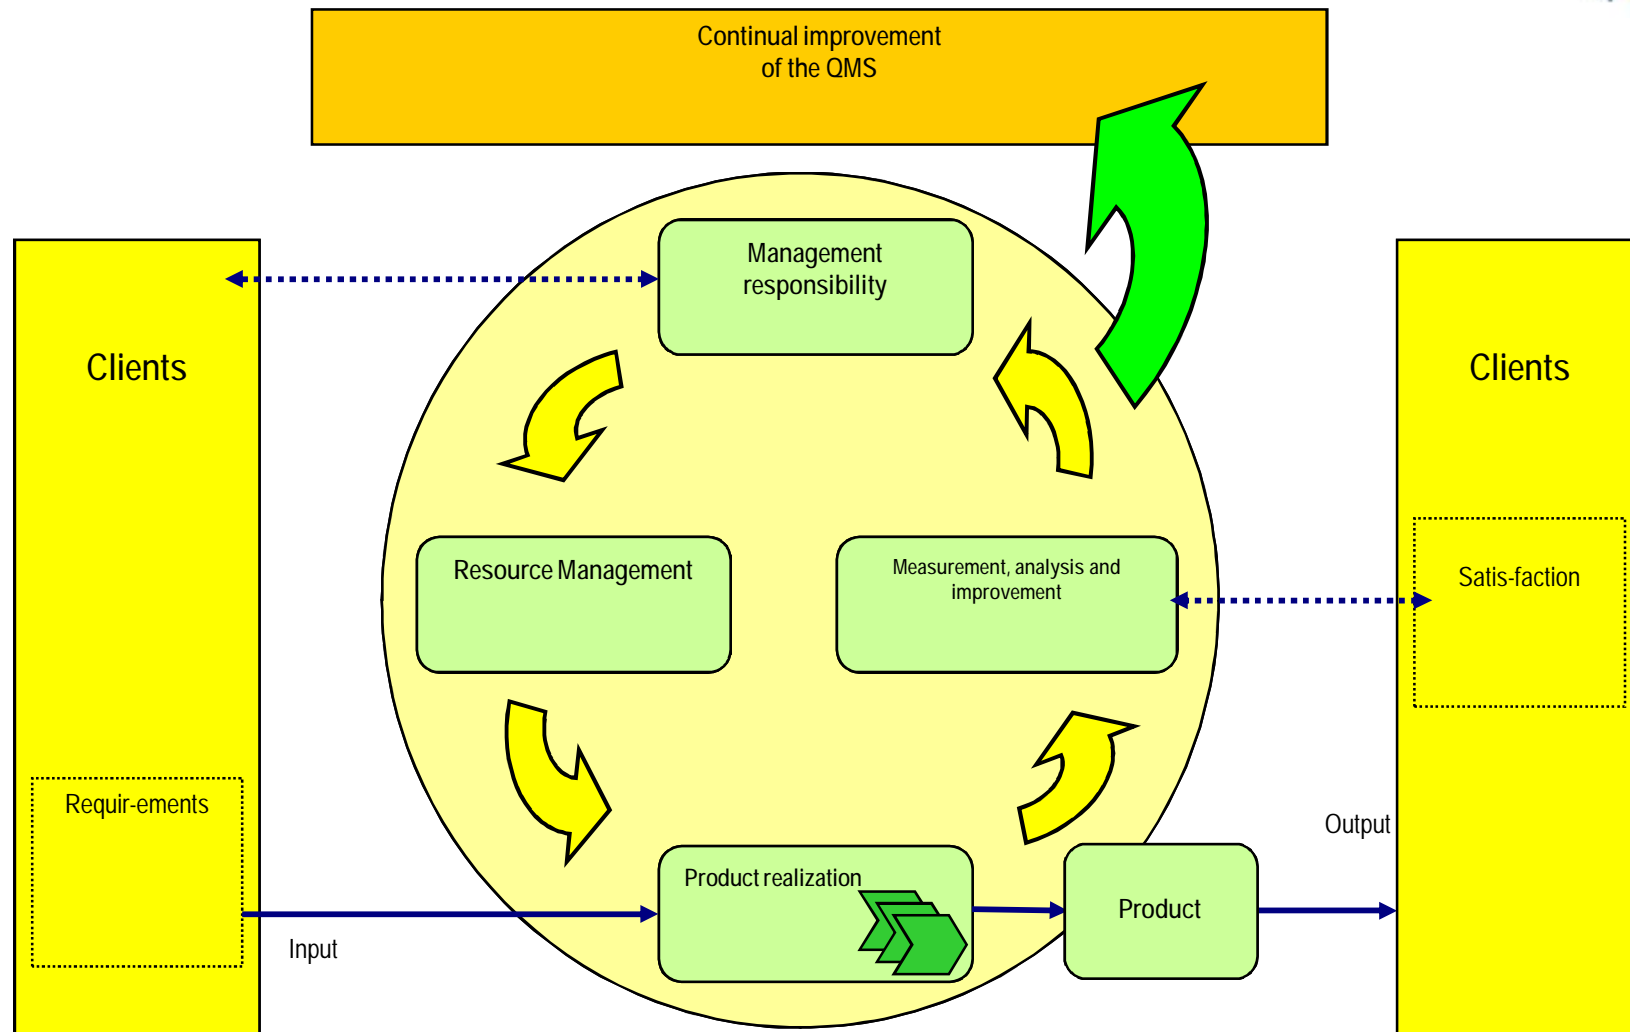 Continual improvement
of the QMS
Management
responsibility
Clients
Clients
Resource Management
Measurement, analysis and
improvement
Satis-faction
Requir-ements
Output
Product realization
Product
Input